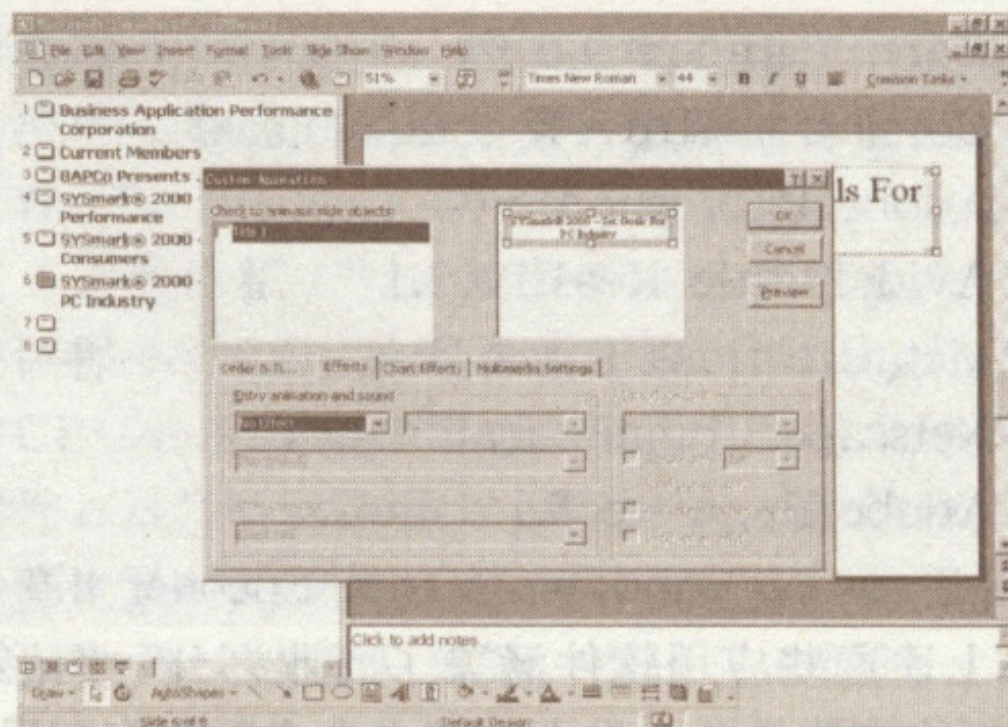 File Edit View Insert Format Tools Slide Show Window Help
51% Times New Roman 44 B I U Common Tasks
1 Business Application Performance
Corporation
2 Current Members
3 BAPCo Presents
4 SYSmark® 2000 -
Performance
5 SYSmark® 2000 -
Consumers
6 SYSmark® 2000 -
PC Industry
7
8
ls For
Custom Animation
Check to animate slide objects:
Title 1
PC Industry
OK
Cancel
Preview
Effects Chart Effects Multimedia Settings
Entry animation and sound
No Effect
Click to add notes
Draw AutoShapes
Slide 6 of 8 Default Design